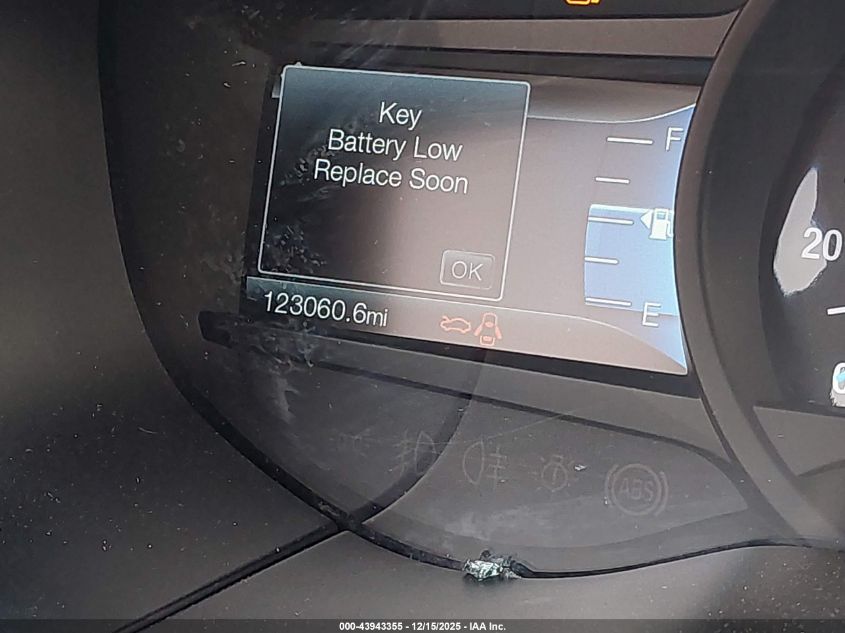 Key
Battery Low
Replace Soon
OK
F
E
123060.6mi
20
ABS
000-43943355 - 12/15/2025 - IAA Inc.